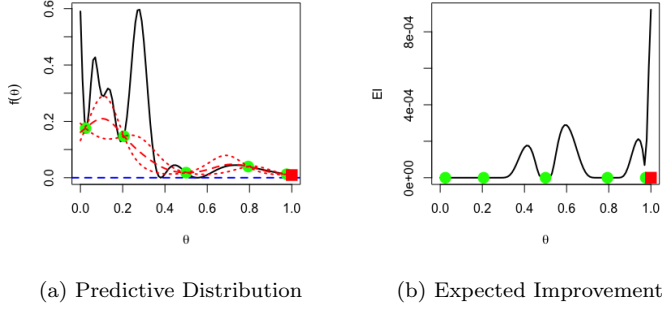 f(θ)
0.0 0.2 0.4 0.6
0.0 0.2 0.4 0.6 0.8 1.0
θ
(a) Predictive Distribution
EI
0e+00 4e-04 8e-04
0.0 0.2 0.4 0.6 0.8 1.0
θ
(b) Expected Improvement